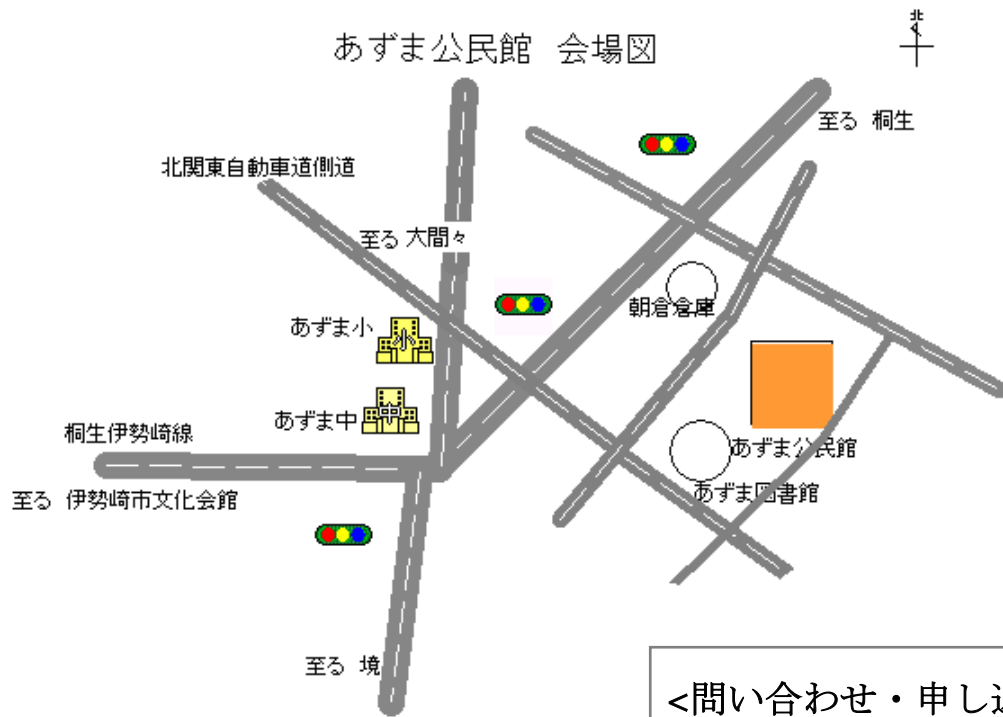 北
あずま公民館 会場図
至る 桐生
北関東自動車道側道
至る 大間々
朝倉倉庫
あずま小
小
あずま中
中
桐生伊勢崎線
あずま公民館
至る 伊勢崎市文化会館
あずま図書館
至る 境
<問い合わせ・申し込